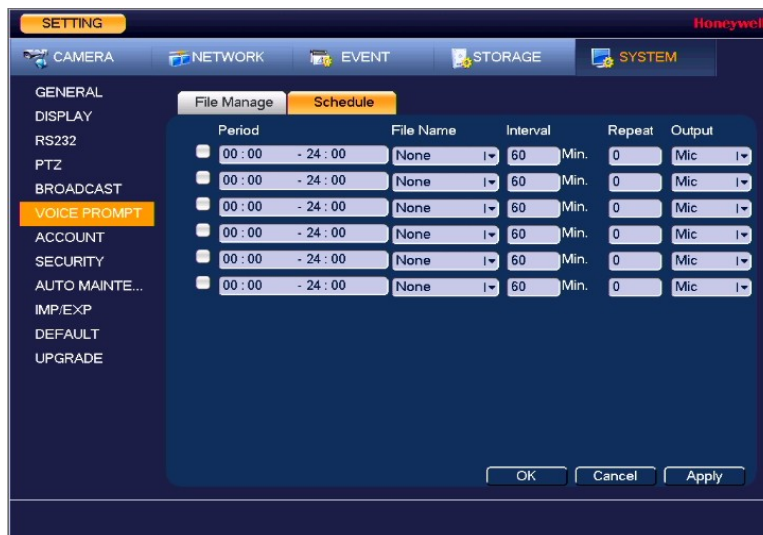 SETTING
Honeywell
CAMERA NETWORK EVENT STORAGE SYSTEM
GENERAL
DISPLAY
RS232
PTZ
BROADCAST
VOICE PROMPT
ACCOUNT
SECURITY
AUTO MAINTE...
IMP/EXP
DEFAULT
UPGRADE
File Manage Schedule
Period File Name Interval Repeat Output
00 : 00 - 24 : 00 None 60 Min. 0 Mic
00 : 00 - 24 : 00 None 60 Min. 0 Mic
00 : 00 - 24 : 00 None 60 Min. 0 Mic
00 : 00 - 24 : 00 None 60 Min. 0 Mic
00 : 00 - 24 : 00 None 60 Min. 0 Mic
00 : 00 - 24 : 00 None 60 Min. 0 Mic
OK Cancel Apply